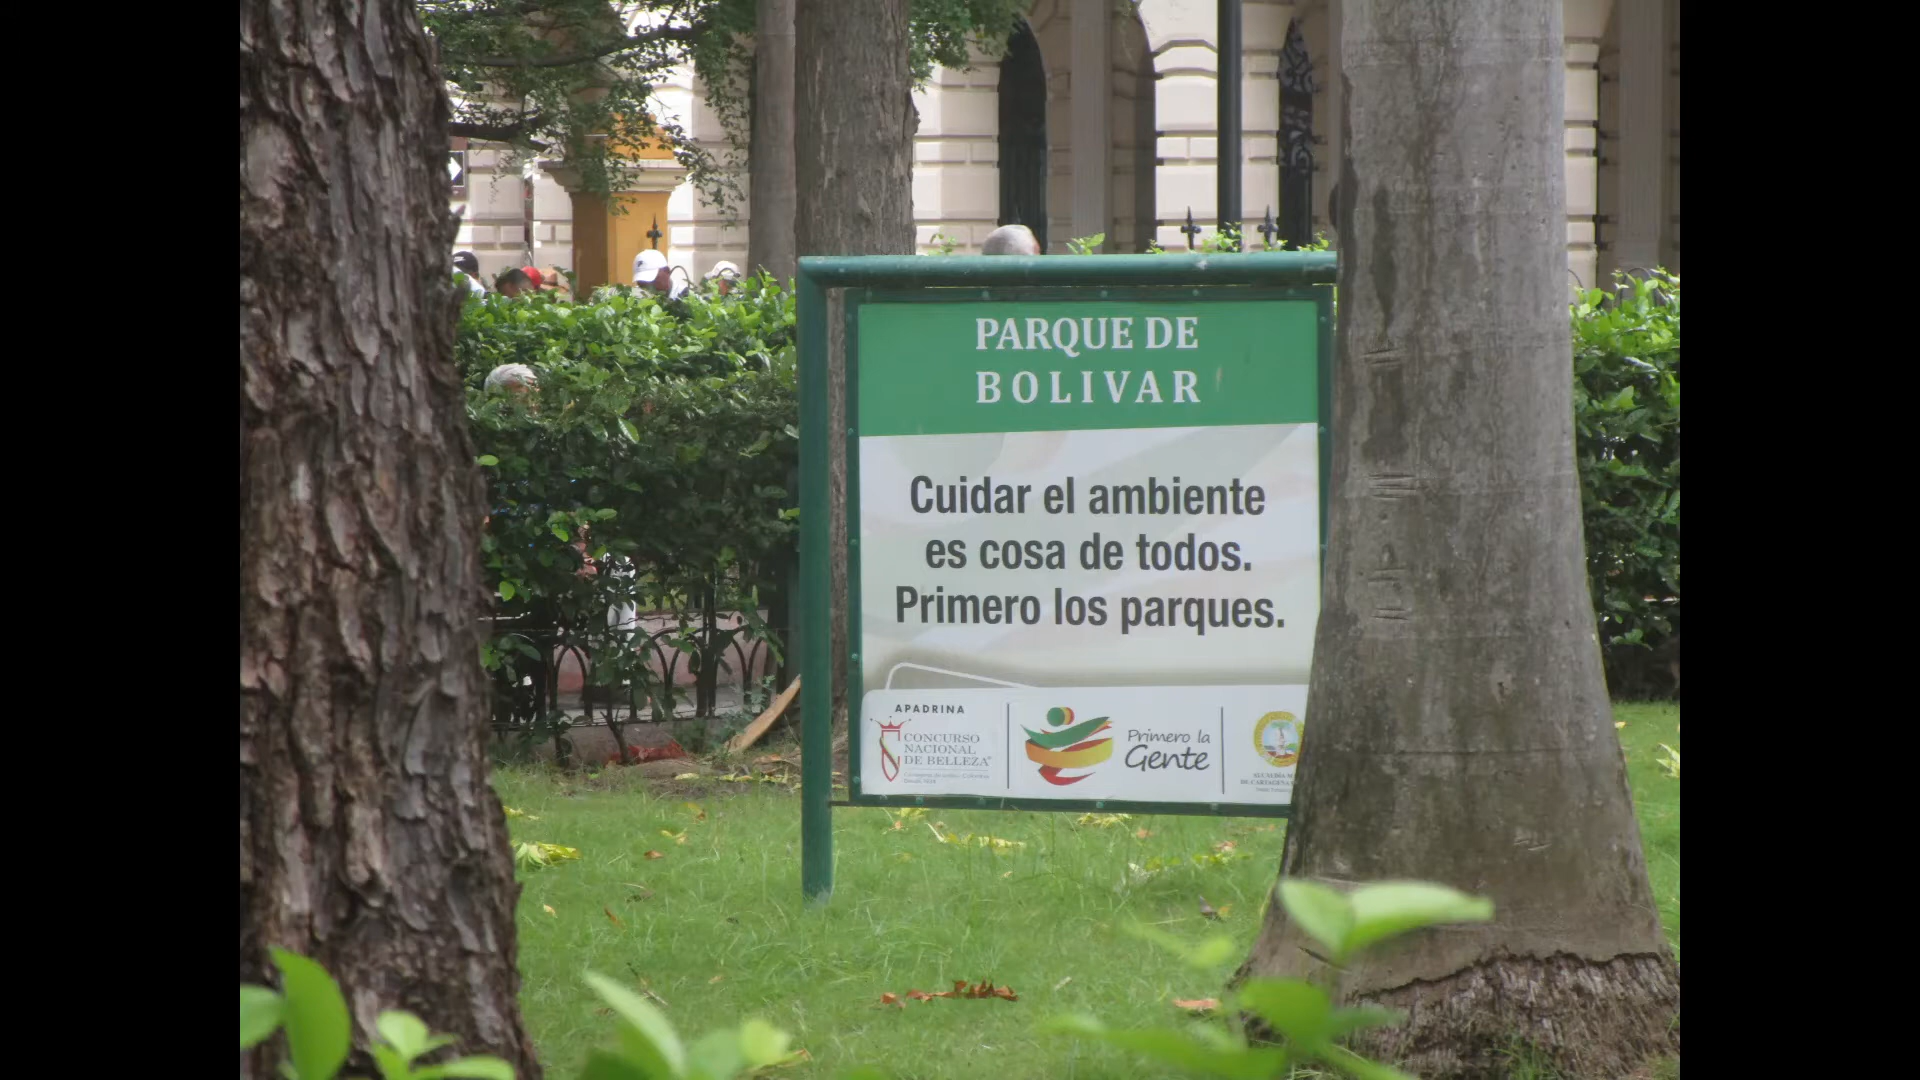 PARQUE DE
BOLIVAR
Cuidar el ambiente
es cosa de todos.
Primero los parques.
APADRINA
CONCURSO
NACIONAL
DE BELLEZA
Primero la
Gente